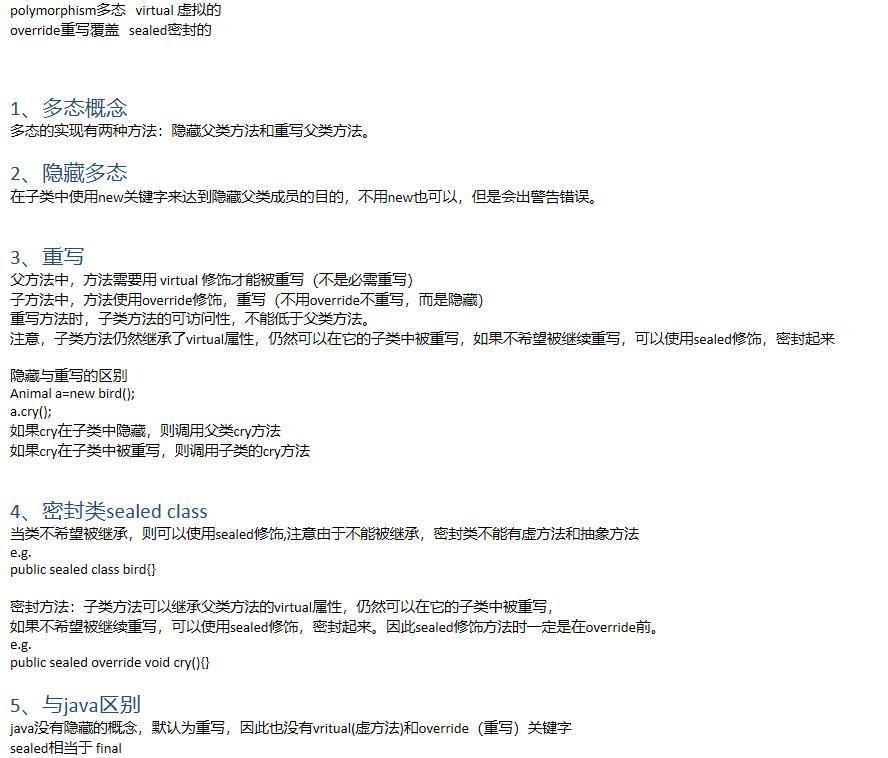 polymorphism多态 virtual 虚拟的
override重写覆盖 sealed密封的
1、多态概念
多态的实现有两种方法：隐藏父类方法和重写父类方法。
2、隐藏多态
在子类中使用new关键字来达到隐藏父类成员的目的，不用new也可以，但是会出警告错误。
3、重写
父方法中，方法需要用 virtual 修饰才能被重写（不是必需重写）
子方法中，方法使用override修饰，重写（不用override不重写，而是隐藏）
重写方法时，子类方法的可访问性，不能低于父类方法。
注意，子类方法仍然继承了virtual属性，仍然可以在它的子类中被重写，如果不希望被继续重写，可以使用sealed修饰，密封起来
隐藏与重写的区别
Animal a=new bird();
a.cry();
如果cry在子类中隐藏，则调用父类cry方法
如果cry在子类中被重写，则调用子类的cry方法
4、密封类sealed class
当类不希望被继承，则可以使用sealed修饰,注意由于不能被继承，密封类不能有虚方法和抽象方法
e.g.
public sealed class bird{}
密封方法：子类方法可以继承父类方法的virtual属性，仍然可以在它的子类中被重写，
如果不希望被继续重写，可以使用sealed修饰，密封起来。因此sealed修饰方法时一定是在override前。
e.g.
public sealed override void cry(){}
5、与java区别
java没有隐藏的概念，默认为重写，因此也没有vritual(虚方法)和override（重写）关键字
sealed相当于 final